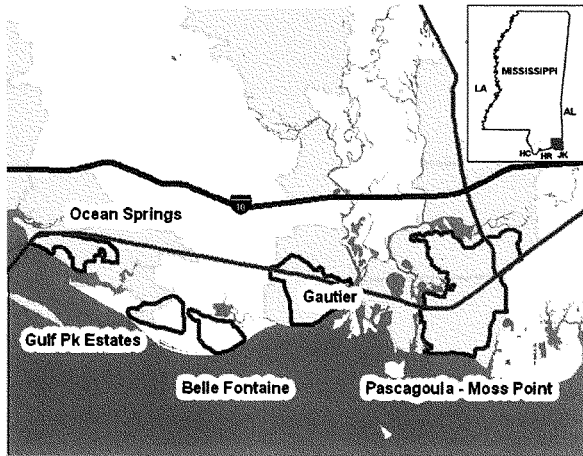 MISSISSIPPI
LA
AL
HC
HR
JK
10
Ocean Springs
Gautier
Gulf Pk Estates
Belle Fontaine
Pascagoula - Moss Point